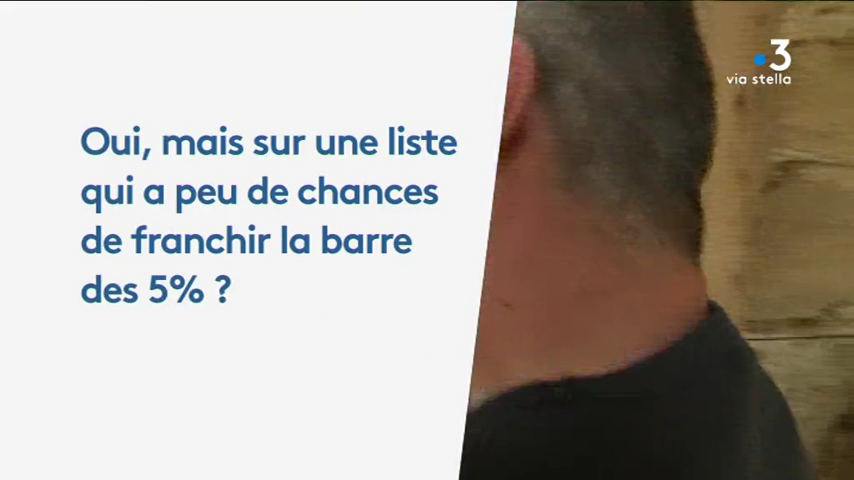 Oui, mais sur une liste
qui a peu de chances
de franchir la barre
des 5% ?
3
via stella